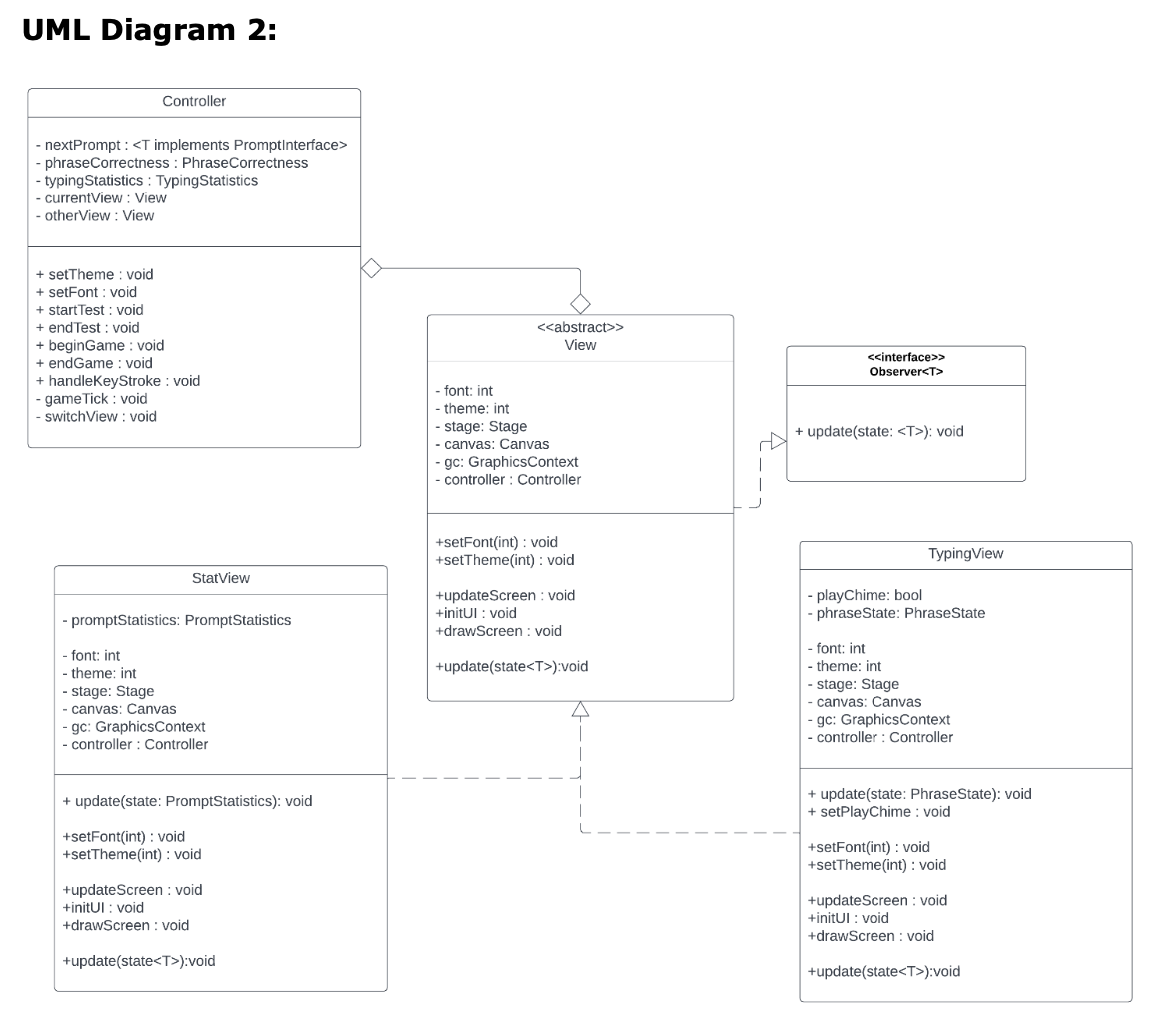 UML Diagram 2:
Controller
- nextPrompt : <T implements PromptInterface>
- phraseCorrectness : PhraseCorrectness
- typingStatistics : TypingStatistics
- currentView : View
- otherView : View
+ setTheme : void
+ setFont : void
+ startTest : void
+ endTest : void
+ beginGame : void
+ endGame : void
+ handleKeyStroke : void
- gameTick : void
- switchView : void
<<abstract>>
View
- font: int
- theme: int
- stage: Stage
- canvas: Canvas
- gc: GraphicsContext
- controller : Controller
+setFont(int) : void
+setTheme(int) : void
+updateScreen : void
+initUI : void
+drawScreen : void
+update(state<T>):void
<<interface>>
Observer<T>
+ update(state: <T>): void
StatView
- promptStatistics: PromptStatistics
- font: int
- theme: int
- stage: Stage
- canvas: Canvas
- gc: GraphicsContext
- controller : Controller
+ update(state: PromptStatistics): void
+setFont(int) : void
+setTheme(int) : void
+updateScreen : void
+initUI : void
+drawScreen : void
+update(state<T>):void
TypingView
- playChime: bool
- phraseState: PhraseState
- font: int
- theme: int
- stage: Stage
- canvas: Canvas
- gc: GraphicsContext
- controller : Controller
+ update(state: PhraseState): void
+ setPlayChime : void
+setFont(int) : void
+setTheme(int) : void
+updateScreen : void
+initUI : void
+drawScreen : void
+update(state<T>):void